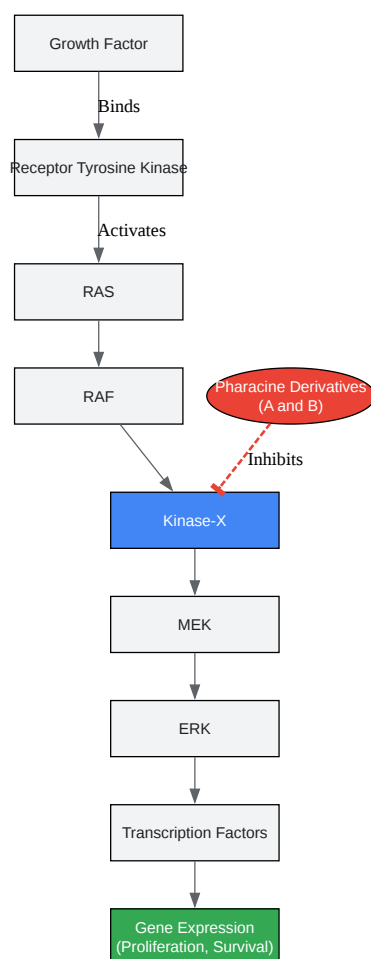 Growth Factor
Binds
Receptor Tyrosine Kinase
Activates
RAS
RAF
Pharacine Derivatives
(A and B)
Inhibits
Kinase-X
MEK
ERK
Transcription Factors
Gene Expression
(Proliferation, Survival)